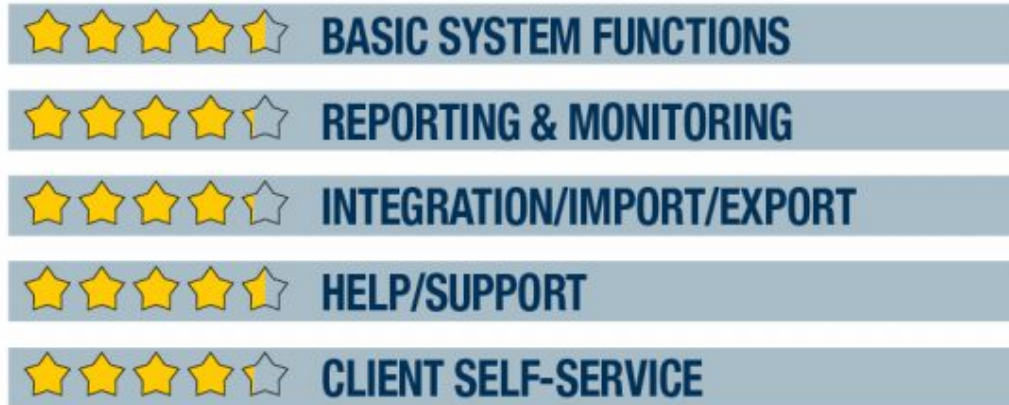 BASIC SYSTEM FUNCTIONS
REPORTING & MONITORING
INTEGRATION/IMPORT/EXPORT
HELP/SUPPORT
CLIENT SELF-SERVICE